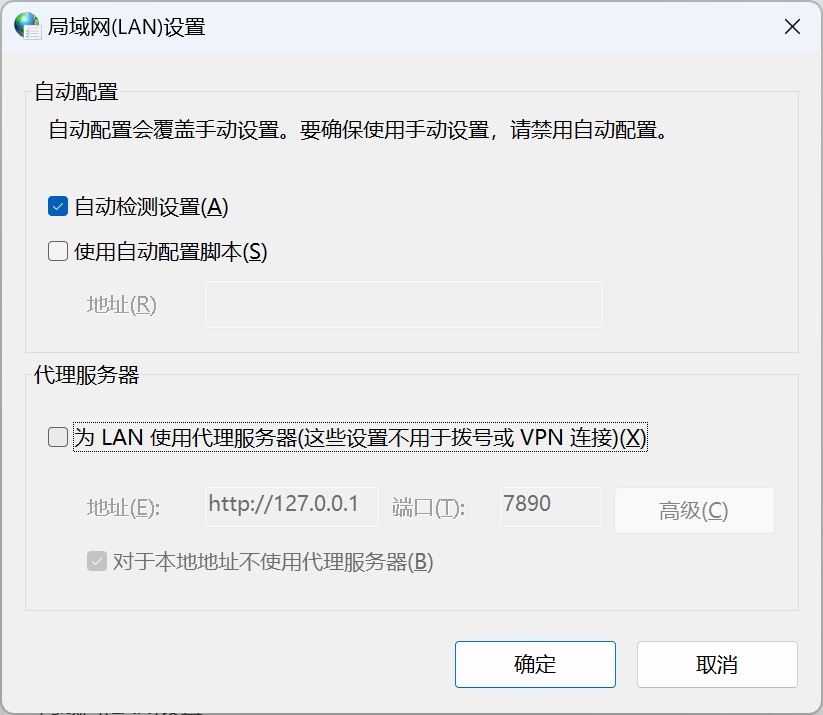 局域网(LAN)设置
自动配置
自动配置会覆盖手动设置。要确保使用手动设置，请禁用自动配置。
自动检测设置(A)
使用自动配置脚本(S)
地址(R)
代理服务器
为 LAN 使用代理服务器(这些设置不用于拨号或 VPN 连接)(X)
地址(E): http://127.0.0.1 端口(T): 7890 高级(C)
对于本地地址不使用代理服务器(B)
确定 取消